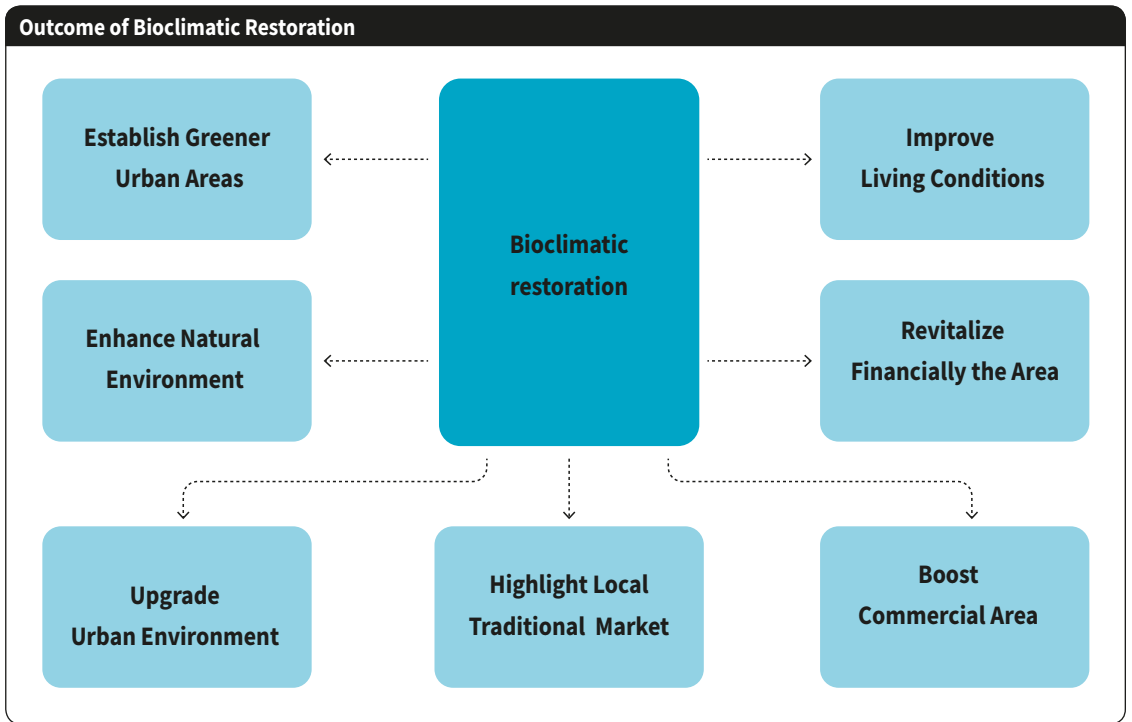 Outcome of Bioclimatic Restoration
Establish Greener
Urban Areas
Bioclimatic
restoration
Improve
Living Conditions
Enhance Natural
Environment
Revitalize
Financially the Area
Upgrade
Urban Environment
Highlight Local
Traditional Market
Boost
Commercial Area